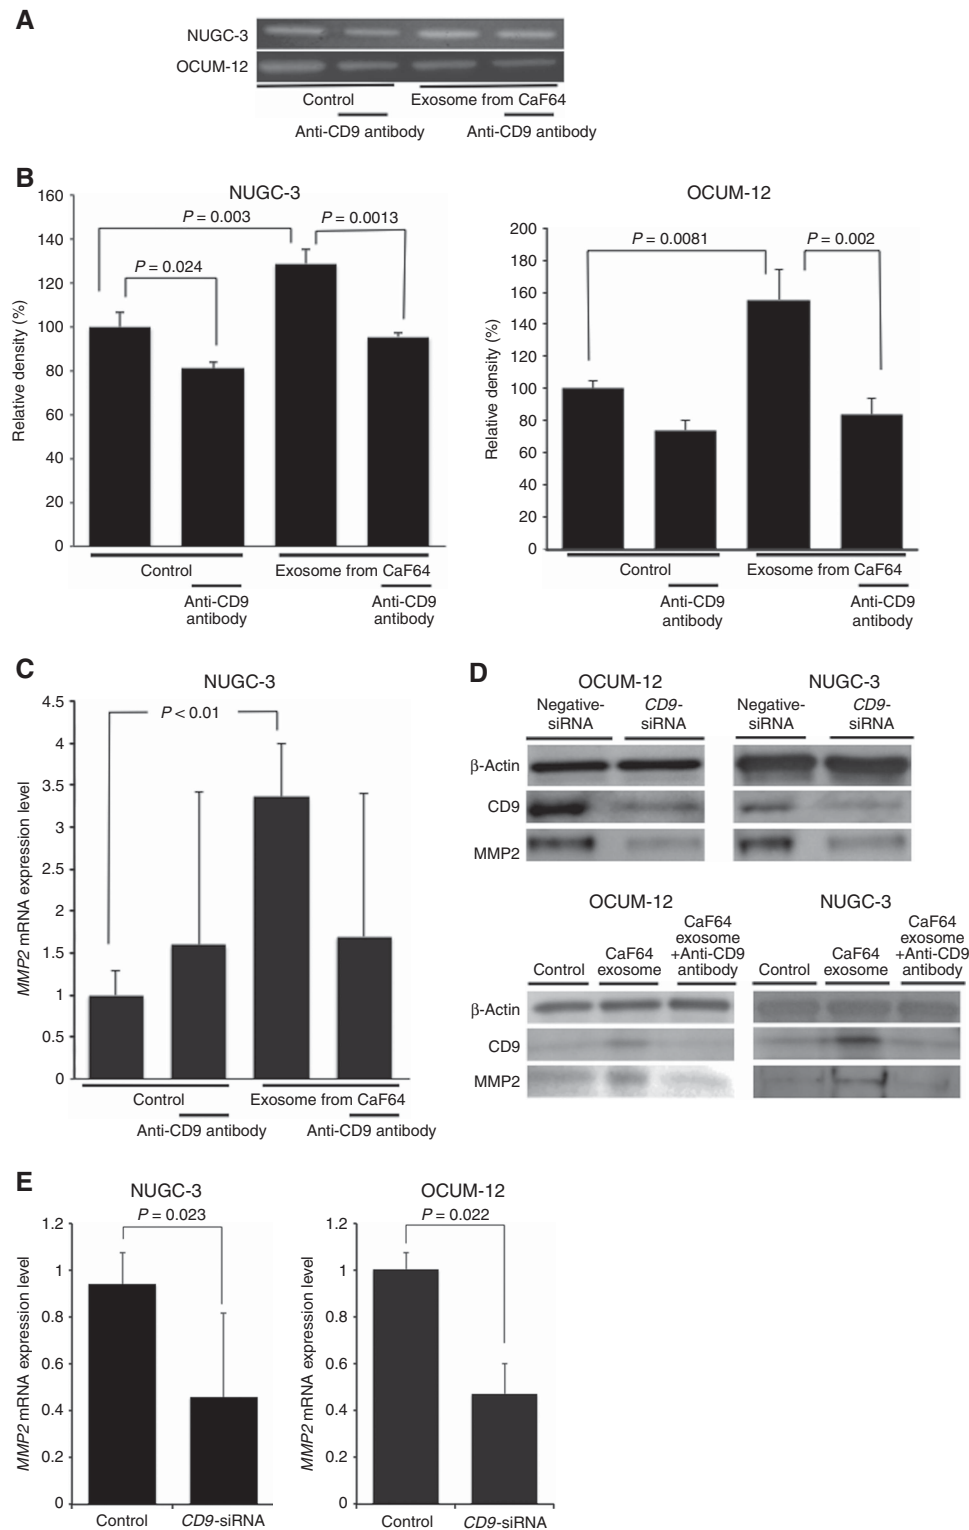 A
NUGC-3
OCUM-12
Control
Exosome from CaF64
Anti-CD9 antibody
Anti-CD9 antibody
B
NUGC-3
160
140
120
100
80
60
40
20
0
Relative density (%)
P = 0.003
P = 0.0013
P = 0.024
Control
Exosome from CaF64
Anti-CD9
antibody
Anti-CD9
antibody
OCUM-12
200
180
160
140
120
100
80
60
40
20
0
Relative density (%)
P = 0.0081
P = 0.002
Control
Exosome from CaF64
Anti-CD9
antibody
Anti-CD9
antibody
C
NUGC-3
4.5
4
3.5
3
2.5
2
1.5
1
0.5
0
MMP2 mRNA expression level
P < 0.01
Control
Exosome from CaF64
Anti-CD9 antibody
Anti-CD9 antibody
D
OCUM-12
NUGC-3
Negative-
siRNA
CD9-
siRNA
Negative-
siRNA
CD9-
siRNA
β-Actin
CD9
MMP2
OCUM-12
NUGC-3
Control
CaF64
exosome
CaF64
exosome
+Anti-CD9
antibody
Control
CaF64
exosome
CaF64
exosome
+Anti-CD9
antibody
β-Actin
CD9
MMP2
E
NUGC-3
P = 0.023
1.2
1
0.8
0.6
0.4
0.2
0
MMP2 mRNA expression level
Control
CD9-siRNA
OCUM-12
P = 0.022
1.2
1
0.8
0.6
0.4
0.2
0
MMP2 mRNA expression level
Control
CD9-siRNA